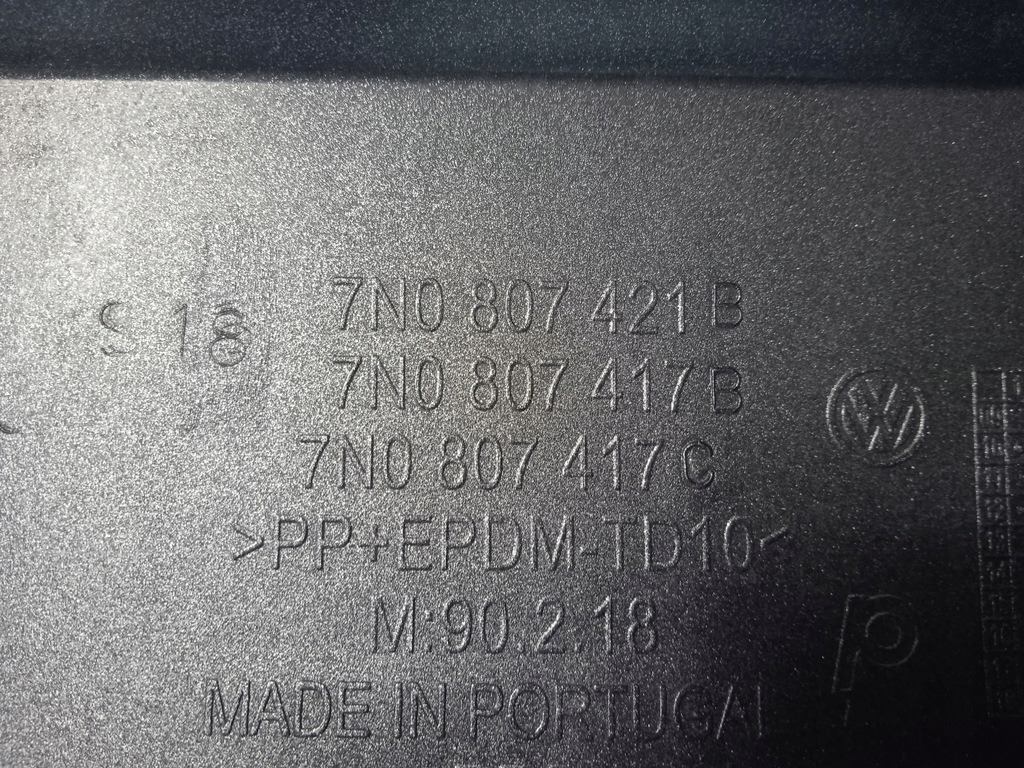 S 18
7N0 807 421 B
7N0 807 417 B
7N0 807 417 C
>PP+EPDM-TD10<
M:90.2.18
MADE IN PORTUGAL